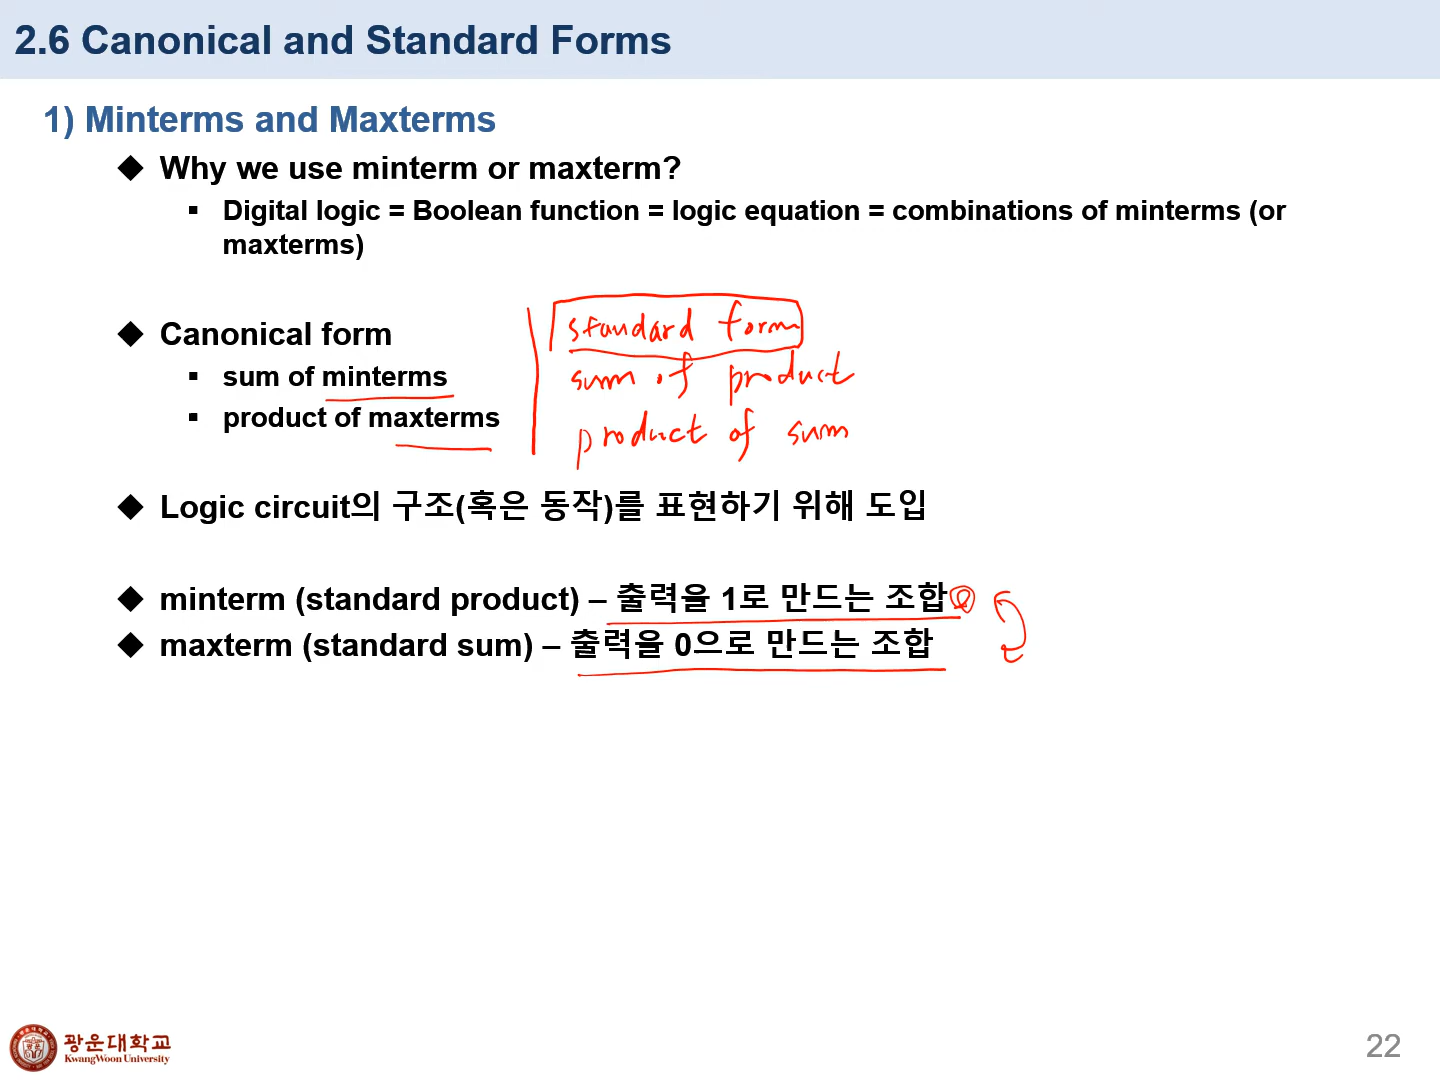 2.6 Canonical and Standard Forms
1) Minterms and Maxterms
◆ Why we use minterm or maxterm?
▪ Digital logic = Boolean function = logic equation = combinations of minterms (or
maxterms)
◆ Canonical form
▪ sum of minterms
▪ product of maxterms
standard form
sum of product
product of sum
◆ Logic circuit의 구조(혹은 동작)를 표현하기 위해 도입
◆ minterm (standard product) – 출력을 1로 만드는 조합
◆ maxterm (standard sum) – 출력을 0으로 만드는 조합
광운대학교
KwangWoon University
22